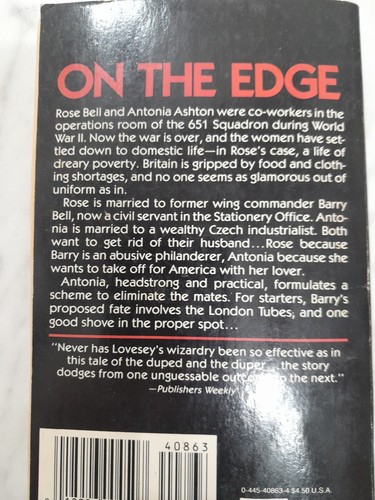 ON THE EDGE
Rose Bell and Antonia Ashton were co-workers in the
operations room of the 651 Squadron during World
War II. Now the war is over, and the women have set-
tled down to domestic life—in Rose's case, a life of
dreary poverty. Britain is gripped by food and cloth-
ing shortages, and no one seems as glamorous out of
uniform as in.
Rose is married to former wing commander Barry
Bell, now a civil servant in the Stationery Office. Anto-
nia is married to a wealthy Czech industrialist. Both
want to get rid of their husband...Rose because
Barry is an abusive philanderer, Antonia because she
wants to take off for America with her lover.
Antonia, headstrong and practical, formulates a
scheme to eliminate the mates. For starters, Barry's
proposed fate involves the London Tubes, and one
good shove in the proper spot...
"Never has Lovesey's wizardry been so effective as in
this tale of the duped and the duper...the story
dodges from one unguessable to the next."
—Publishers Weekly
40863
0-445-40863-4 $4.50 U.S.A.